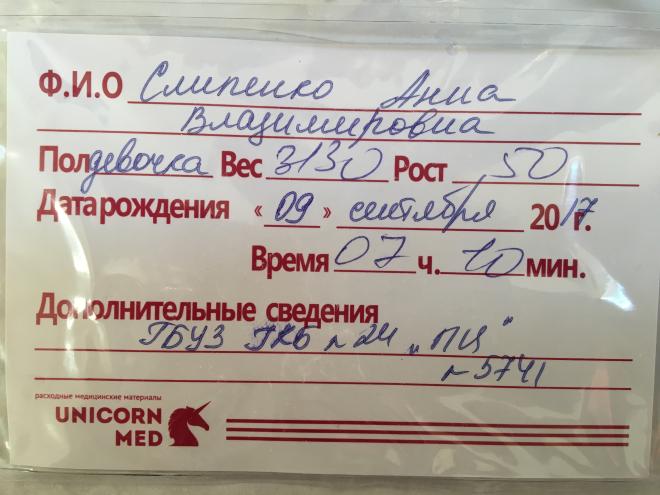 Ф.И.О Слипенко Анна
Владимировна
Пол девочка Вес 3130 Рост 50
Дата рождения « 09 » сентября 2017 г.
Время 07 ч. 10 мин.
Дополнительные сведения
ГБУЗ ГКБ № 24 „ПЦ"
№ 5741
расходные медицинские материалы
UNICORN
MED